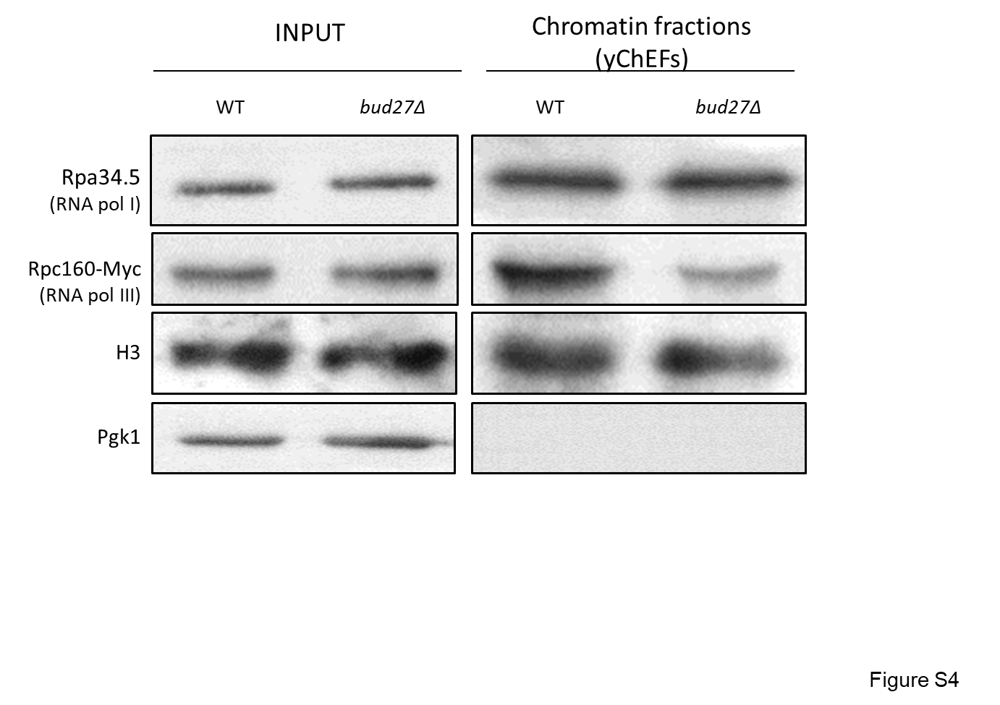 INPUT
Chromatin fractions
(yChEFs)
WT
bud27Δ
WT
bud27Δ
Rpa34.5
(RNA pol I)
Rpc160-Myc
(RNA pol III)
H3
Pgk1
Figure S4